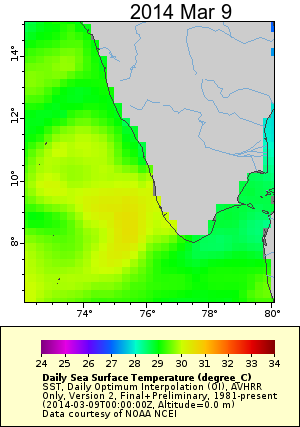 2014 Mar 9
14°
12°
10°
8°
74° 76° 78° 80°
24 25 26 27 28 29 30 31 32 33 34
Daily Sea Surface Temperature (degree_C)
SST, Daily Optimum Interpolation (OI), AVHRR
Only, Version 2, Final+Preliminary, 1981-present
(2014-03-09T00:00:00Z, Altitude=0.0 m)
Data courtesy of NOAA NCEI